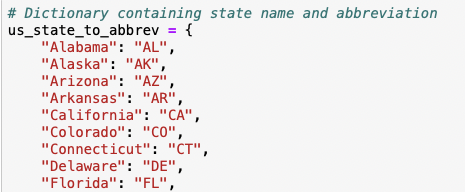 # Dictionary containing state name and abbreviation
us_state_to_abbrev = {
    "Alabama": "AL",
    "Alaska": "AK",
    "Arizona": "AZ",
    "Arkansas": "AR",
    "California": "CA",
    "Colorado": "CO",
    "Connecticut": "CT",
    "Delaware": "DE",
    "Florida": "FL",